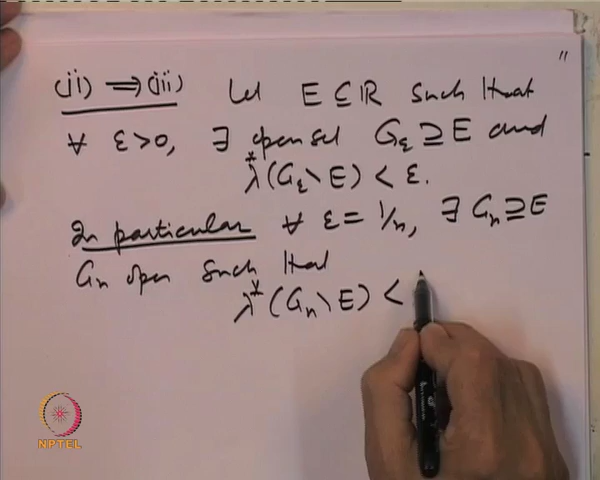 11
(ii) ⟹ (iii) Let E ⊆ ℝ such that
∀ ε>0, ∃ open set G_ε ⊇ E and
λ*(G_ε \ E) < ε.
In particular ∀ ε = 1/n, ∃ G_n ⊇ E
G_n open such that
λ*(G_n \ E) <
NPTEL